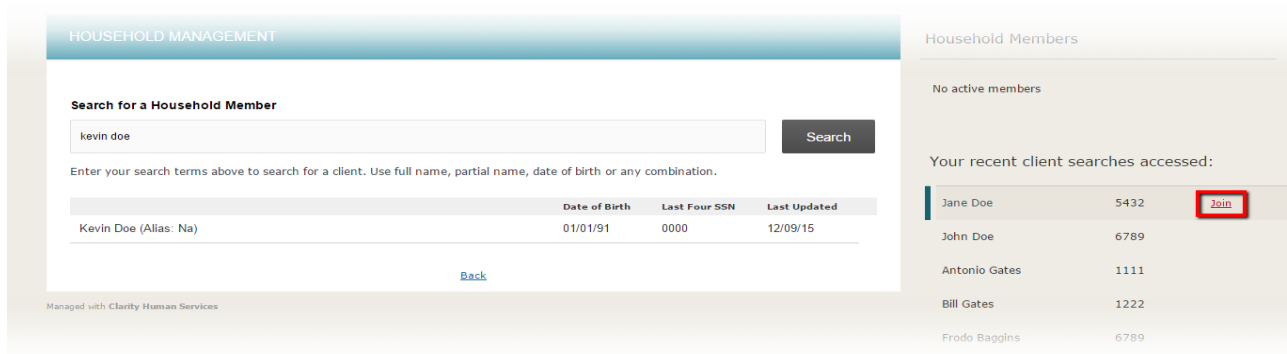 HOUSEHOLD MANAGEMENT
Search for a Household Member
kevin doe
Search
Enter your search terms above to search for a client. Use full name, partial name, date of birth or any combination.
Date of Birth Last Four SSN Last Updated
Kevin Doe (Alias: Na) 01/01/91 0000 12/09/15
Back
Managed with Clarity Human Services
Household Members
No active members
Your recent client searches accessed:
Jane Doe 5432 Join
John Doe 6789
Antonio Gates 1111
Bill Gates 1222
Frodo Baggins 6789